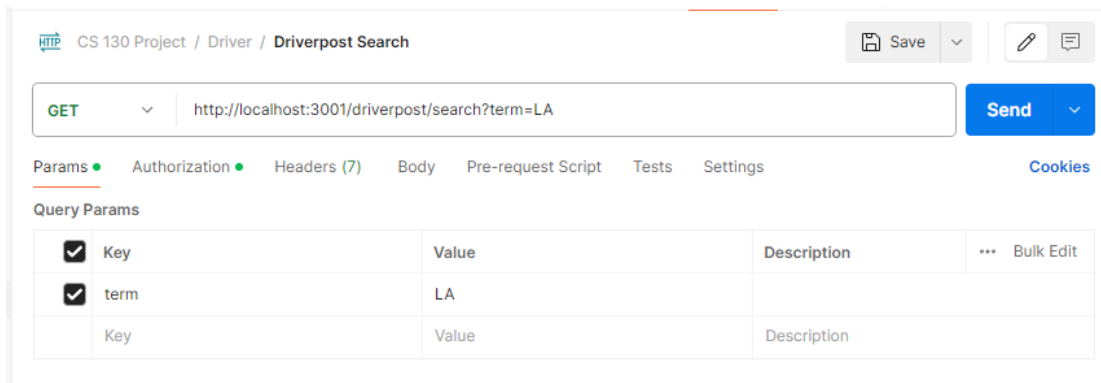 HTTP CS 130 Project / Driver / Driverpost Search Save
GET http://localhost:3001/driverpost/search?term=LA Send
Params Authorization Headers (7) Body Pre-request Script Tests Settings Cookies
Query Params
Key Value Description ••• Bulk Edit
term LA
Key Value Description